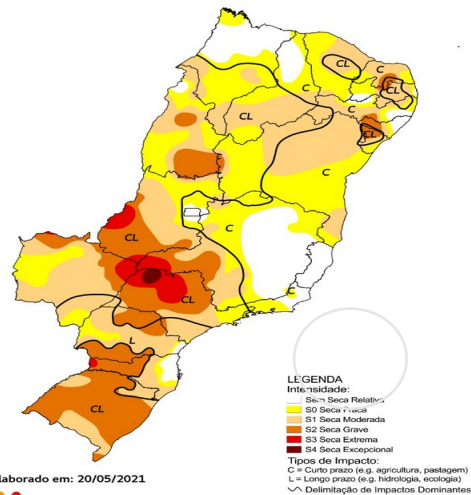 CL
C
CL
C
CL
C
CL
C
CL
C
CL
C
CL
L
CL
LEGENDA
Intensidade:
Sem Seca Relativa
S0 Seca Fraca
S1 Seca Moderada
S2 Seca Grave
S3 Seca Extrema
S4 Seca Excepcional
Tipos de Impacto:
C = Curto prazo (e.g. agricultura, pastagem)
L = Longo prazo (e.g. hidrologia, ecologia)
Delimitação de Impactos Dominantes
laborado em: 20/05/2021